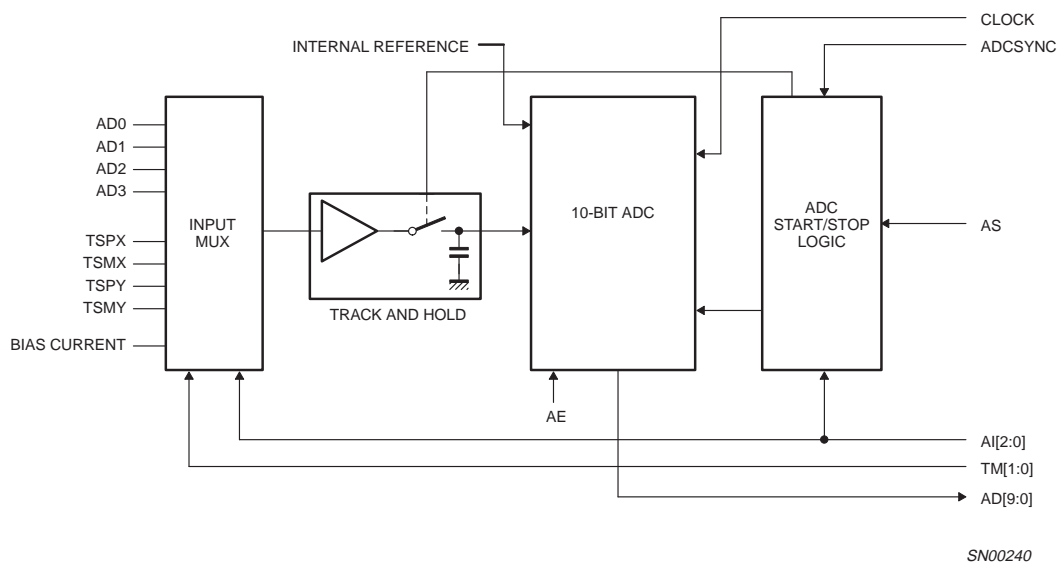 CLOCK
INTERNAL REFERENCE
ADCSYNC
AD0
AD1
AD2
AD3
TSPX
TSMX
TSPY
TSMY
BIAS CURRENT
INPUT
MUX
TRACK AND HOLD
10-BIT ADC
ADC
START/STOP
LOGIC
AS
AE
AI[2:0]
TM[1:0]
AD[9:0]
SN00240